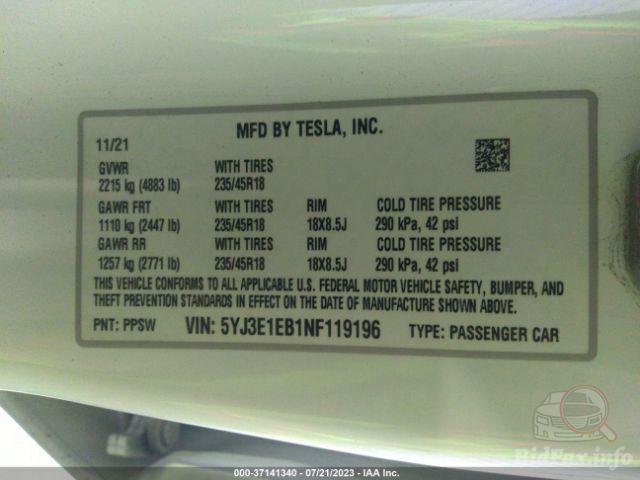 MFD BY TESLA, INC.
11/21
GVWR WITH TIRES
2215 kg (4883 lb) 235/45R18
GAWR FRT WITH TIRES RIM COLD TIRE PRESSURE
1110 kg (2447 lb) 235/45R18 18X8.5J 290 kPa, 42 psi
GAWR RR WITH TIRES RIM COLD TIRE PRESSURE
1257 kg (2771 lb) 235/45R18 18X8.5J 290 kPa, 42 psi
THIS VEHICLE CONFORMS TO ALL APPLICABLE U.S. FEDERAL MOTOR VEHICLE SAFETY, BUMPER, AND
THEFT PREVENTION STANDARDS IN EFFECT ON THE DATE OF MANUFACTURE SHOWN ABOVE.
PNT: PPSW VIN: 5YJ3E1EB1NF119196 TYPE: PASSENGER CAR
BidFax.info
000-37141340 - 07/21/2023 - IAA Inc.